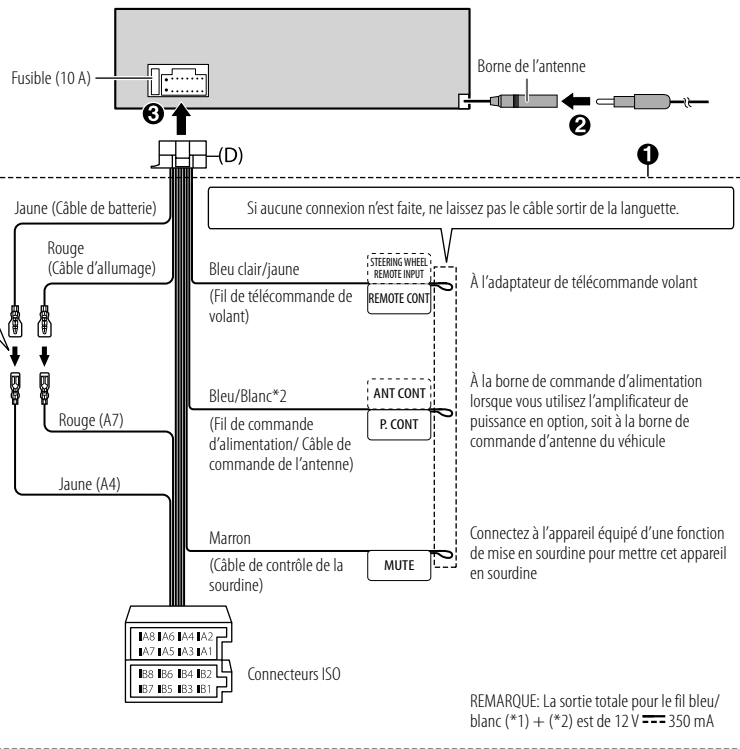 Fusible (10 A)
Borne de l'antenne
❸
❷
(D)
❶
Jaune (Câble de batterie)
Si aucune connexion n'est faite, ne laissez pas le câble sortir de la languette.
Rouge
(Câble d'allumage)
Bleu clair/jaune
(Fil de télécommande de
volant)
STEERING WHEEL
REMOTE INPUT
REMOTE CONT
À l'adaptateur de télécommande volant
Bleu/Blanc*2
(Fil de commande
d'alimentation/ Câble de
commande de l'antenne)
ANT CONT
P. CONT
À la borne de commande d'alimentation
lorsque vous utilisez l'amplificateur de
puissance en option, soit à la borne de
commande d'antenne du véhicule
Rouge (A7)
Jaune (A4)
Marron
(Câble de contrôle de la
sourdine)
MUTE
Connectez à l'appareil équipé d'une fonction
de mise en sourdine pour mettre cet appareil
en sourdine
A8 A6 A4 A2
A7 A5 A3 A1
B8 B6 B4 B2
B7 B5 B3 B1
Connecteurs ISO
REMARQUE: La sortie totale pour le fil bleu/
blanc (*1) + (*2) est de 12 V ⎓ 350 mA